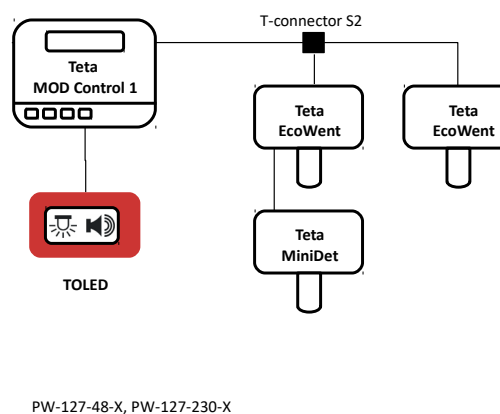 T-connector S2
Teta
MOD Control 1
Teta
EcoWent
Teta
EcoWent
Teta
MiniDet
TOLED
PW-127-48-X, PW-127-230-X